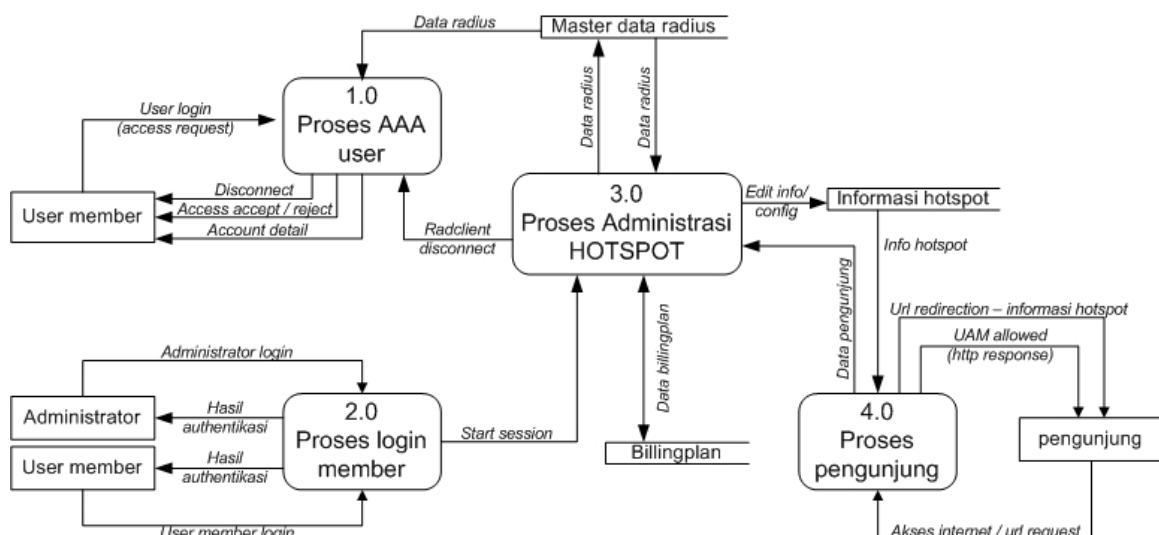 Data radius
Master data radius
1.0
Proses AAA
user
User login
(access request)
Data radius
Data radius
User member
Disconnect
Access accept / reject
Account detail
Radclient
disconnect
3.0
Proses Administrasi
HOTSPOT
Edit info/
config
Informasi hotspot
Info hotspot
Data pengunjung
Url redirection – informasi hotspot
UAM allowed
(http response)
Administrator login
Data billingplan
Administrator
Hasil
authentikasi
2.0
Proses login
member
Start session
User member
Hasil
authentikasi
Billingplan
4.0
Proses
pengunjung
pengunjung
User member login
Akses internet / url request